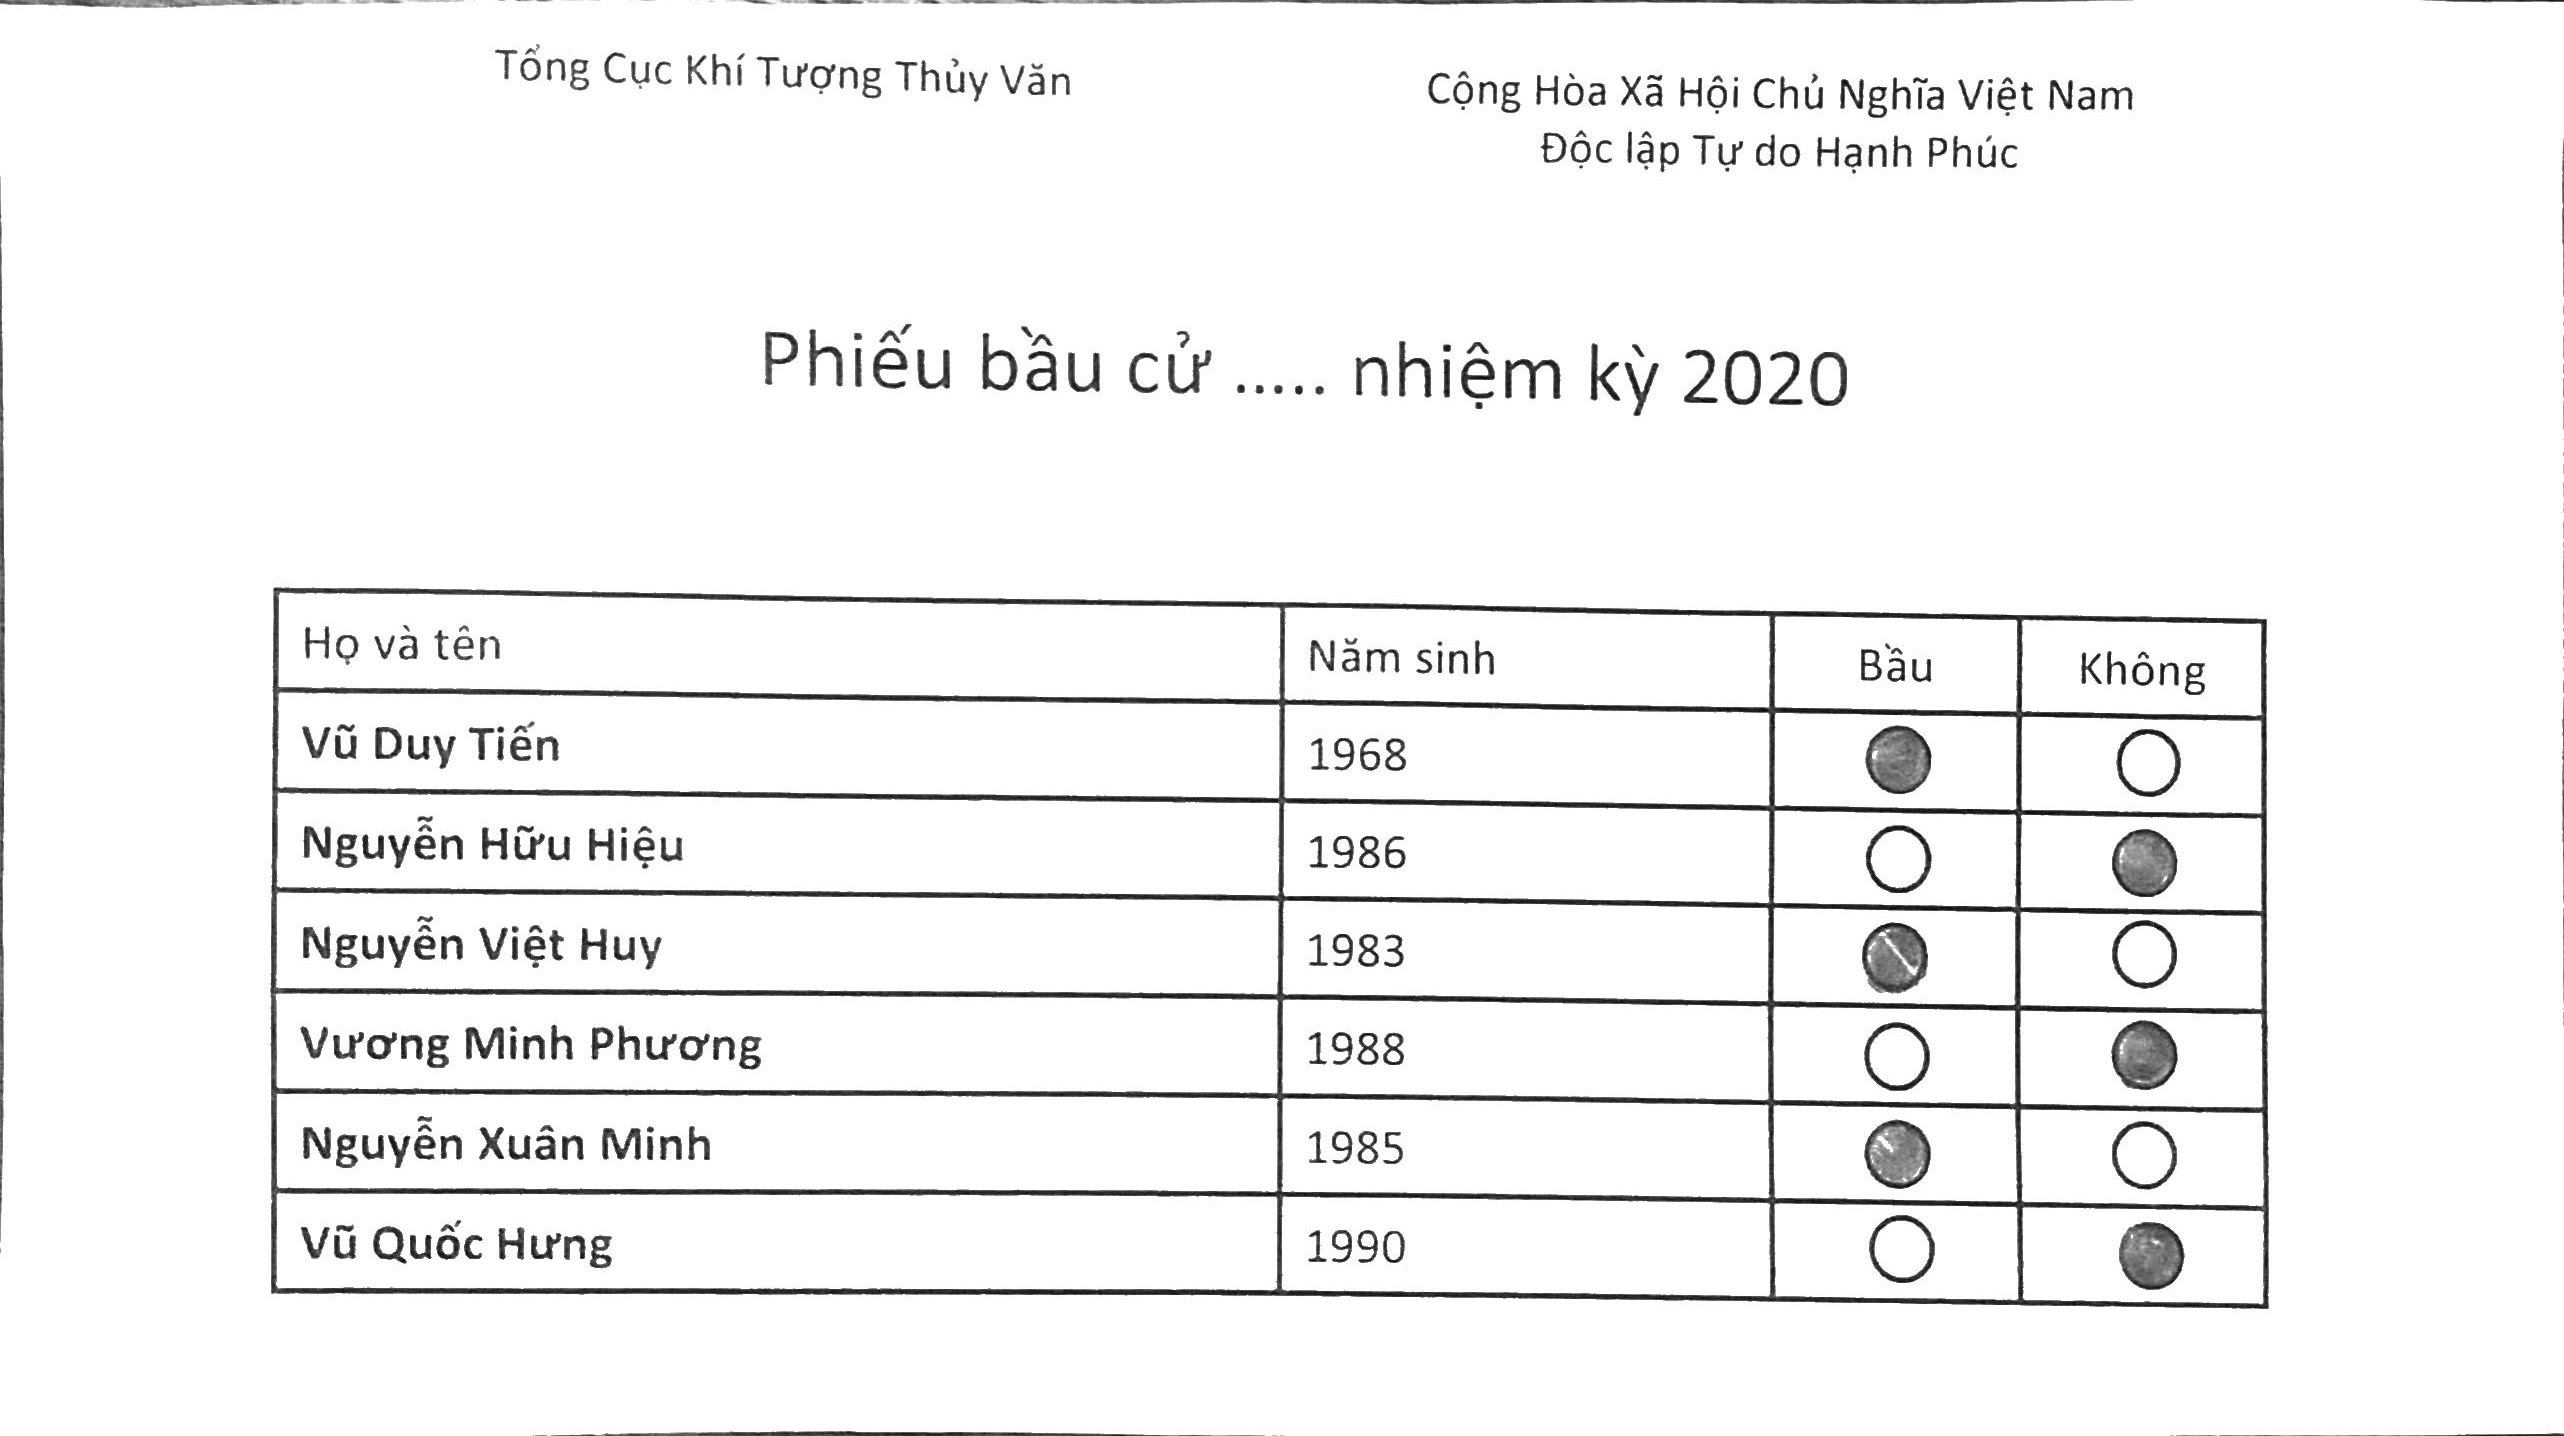 Tổng Cục Khí Tượng Thủy Văn
Cộng Hòa Xã Hội Chủ Nghĩa Việt Nam
Độc lập Tự do Hạnh Phúc
Phiếu bầu cử ..... nhiệm kỳ 2020
Họ và tên Năm sinh Bầu Không
Vũ Duy Tiến 1968
Nguyễn Hữu Hiệu 1986
Nguyễn Việt Huy 1983
Vương Minh Phương 1988
Nguyễn Xuân Minh 1985
Vũ Quốc Hưng 1990